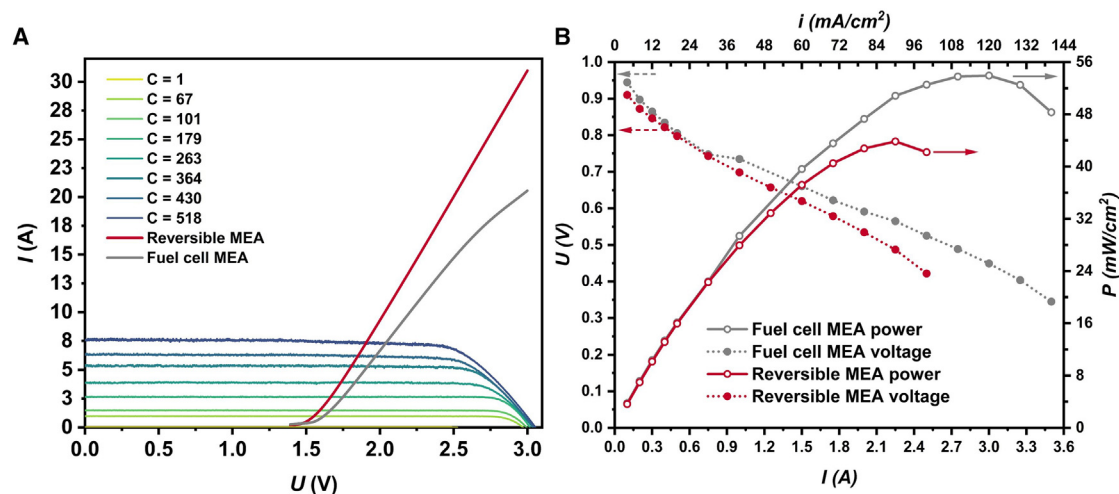 A
I (A)
30
28
25
23
20
18
15
13
10
8
5
3
0
C = 1
C = 67
C = 101
C = 179
C = 263
C = 364
C = 430
C = 518
Reversible MEA
Fuel cell MEA
0.0 0.5 1.0 1.5 2.0 2.5 3.0
U (V)
B
i (mA/cm²)
0 12 24 36 48 60 72 84 96 108 120 132 144
U (V)
1.0
0.9
0.8
0.7
0.6
0.5
0.4
0.3
0.2
0.1
0.0
Fuel cell MEA power
Fuel cell MEA voltage
Reversible MEA power
Reversible MEA voltage
56
48
40
32
24
16
8
0
P (mW/cm²)
0.0 0.3 0.6 0.9 1.2 1.5 1.8 2.1 2.4 2.7 3.0 3.3 3.6
I (A)